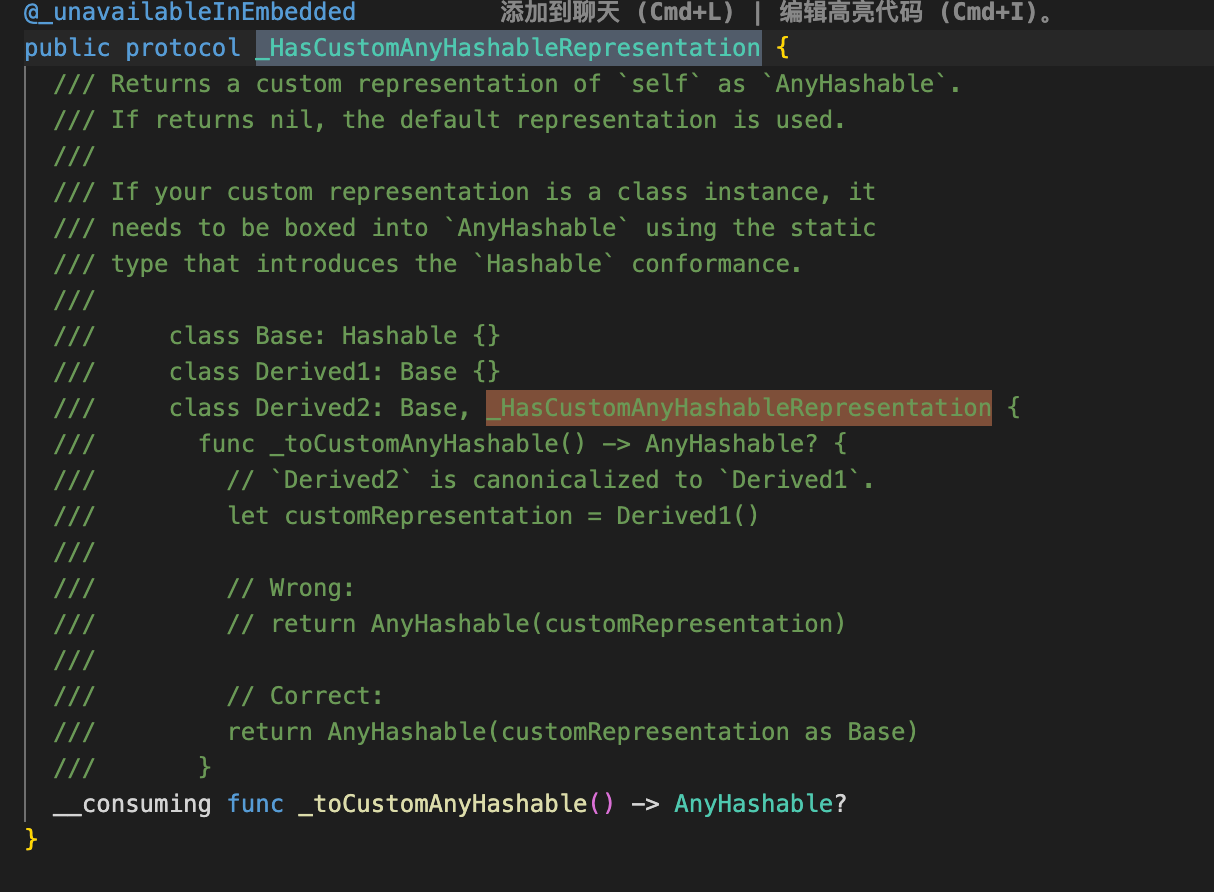 @_unavailableInEmbedded 添加到聊天 (Cmd+L) | 编辑高亮代码 (Cmd+I)。
public protocol _HasCustomAnyHashableRepresentation {
  /// Returns a custom representation of `self` as `AnyHashable`.
  /// If returns nil, the default representation is used.
  ///
  /// If your custom representation is a class instance, it
  /// needs to be boxed into `AnyHashable` using the static
  /// type that introduces the `Hashable` conformance.
  ///
  ///     class Base: Hashable {}
  ///     class Derived1: Base {}
  ///     class Derived2: Base, _HasCustomAnyHashableRepresentation {
  ///       func _toCustomAnyHashable() -> AnyHashable? {
  ///         // `Derived2` is canonicalized to `Derived1`.
  ///         let customRepresentation = Derived1()
  ///
  ///         // Wrong:
  ///         // return AnyHashable(customRepresentation)
  ///
  ///         // Correct:
  ///         return AnyHashable(customRepresentation as Base)
  ///       }
  __consuming func _toCustomAnyHashable() -> AnyHashable?
}